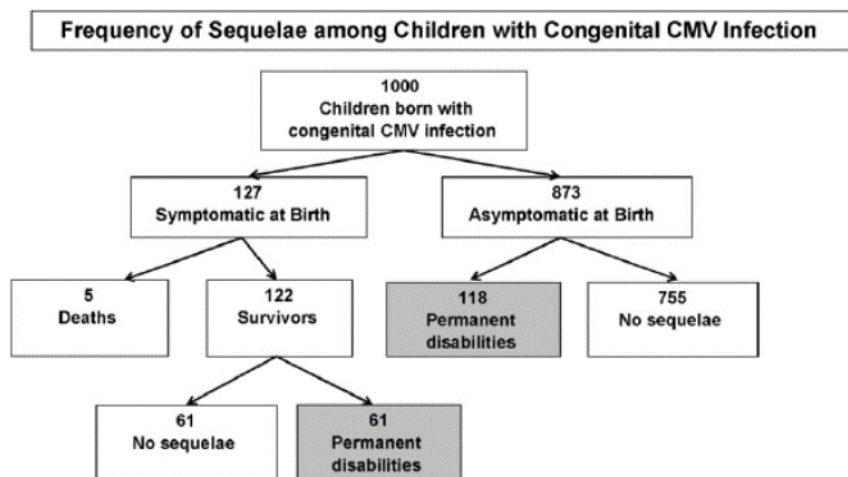 Frequency of Sequelae among Children with Congenital CMV Infection
1000
Children born with
congenital CMV infection
127
Symptomatic at Birth
873
Asymptomatic at Birth
5
Deaths
122
Survivors
118
Permanent
disabilities
755
No sequelae
61
No sequelae
61
Permanent
disabilities